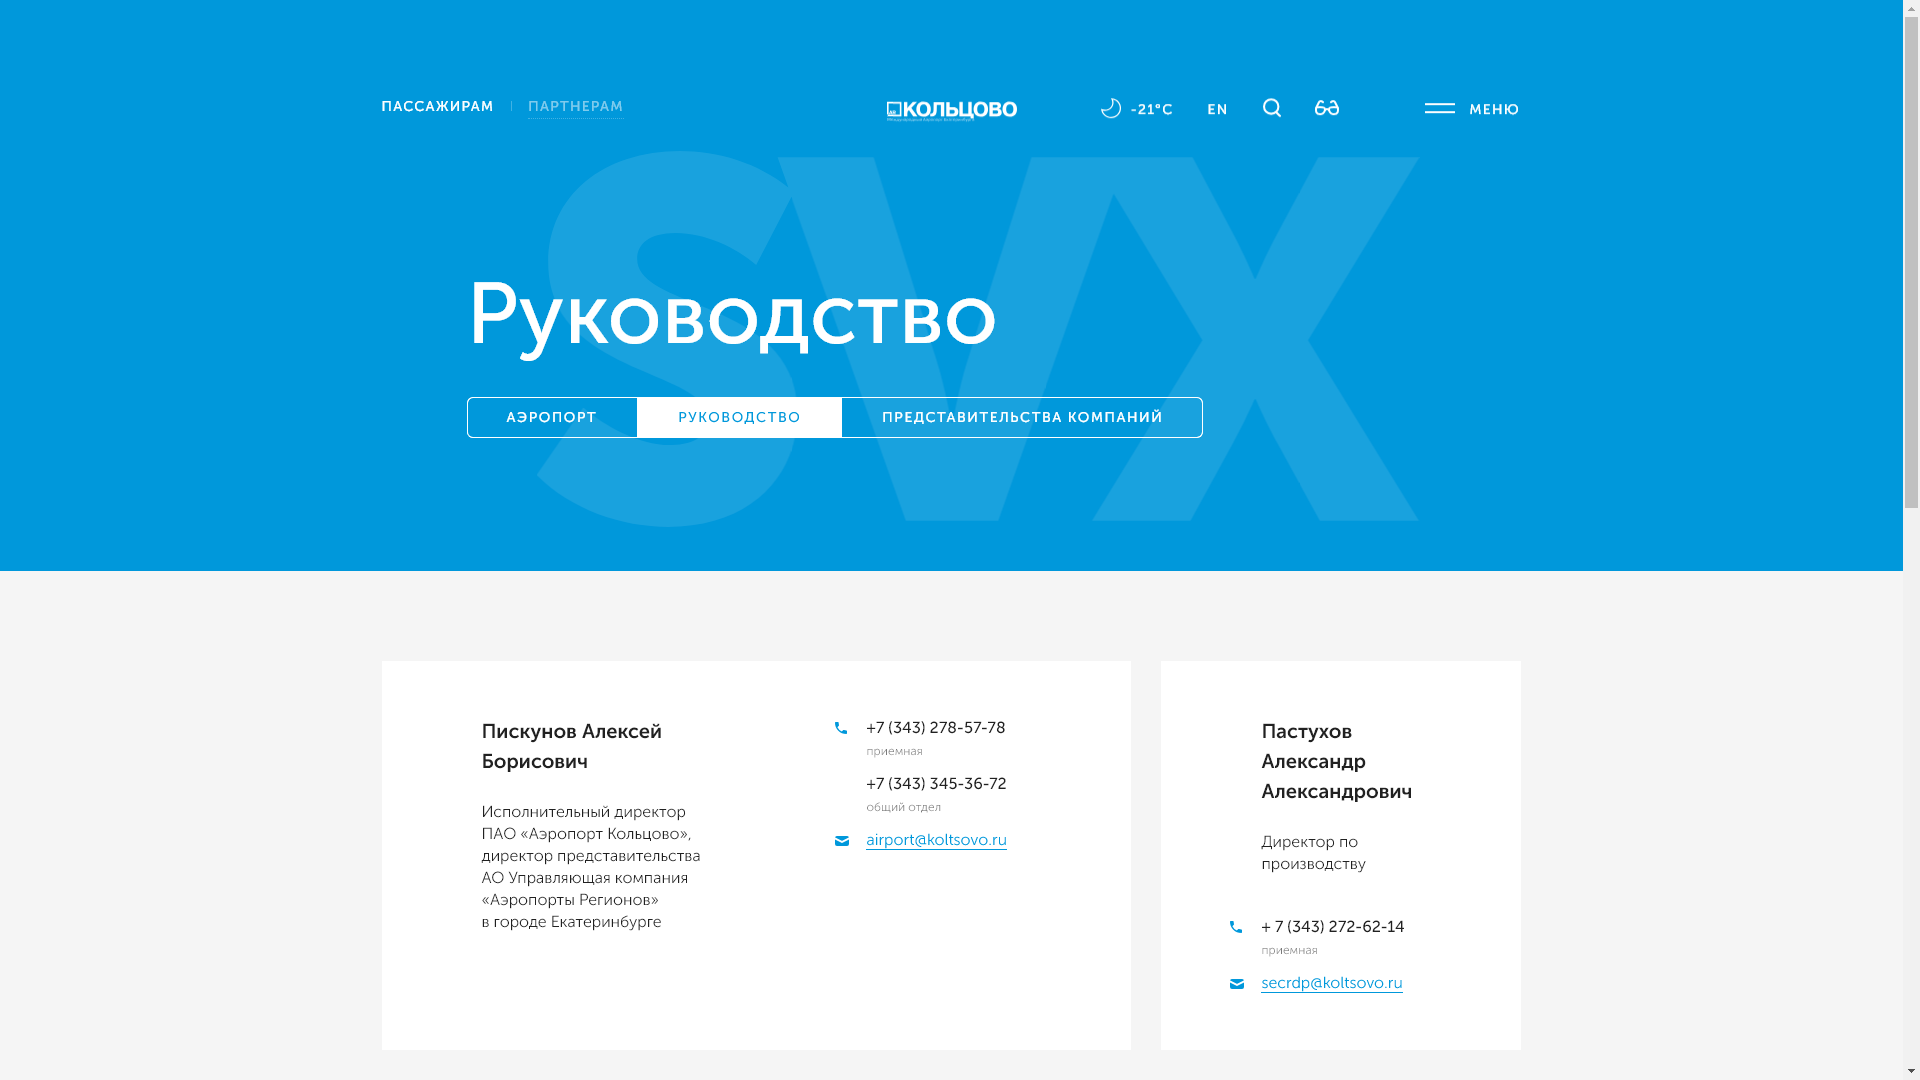 ПАССАЖИРАМ
ПАРТНЕРАМ
КОЛЬЦОВО
-21°C
EN
МЕНЮ
SVX
Руководство
АЭРОПОРТ
РУКОВОДСТВО
ПРЕДСТАВИТЕЛЬСТВА КОМПАНИЙ
Пискунов Алексей
Борисович
Исполнительный директор
ПАО «Аэропорт Кольцово»,
директор представительства
АО Управляющая компания
«Аэропорты Регионов»
в городе Екатеринбурге
+7 (343) 278-57-78
приемная
+7 (343) 345-36-72
общий отдел
airport@koltsovo.ru
Пастухов
Александр
Александрович
Директор по
производству
+ 7 (343) 272-62-14
приемная
secrdp@koltsovo.ru